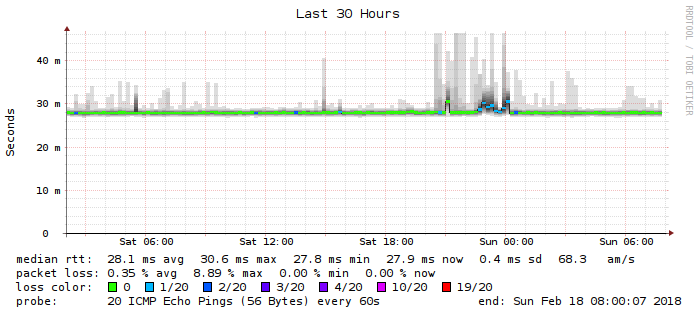 Last 30 Hours
RRDTOOL / TOBI OETIKER
Seconds
40 m
30 m
20 m
10 m
0
Sat 06:00 Sat 12:00 Sat 18:00 Sun 00:00 Sun 06:00
median rtt: 28.1 ms avg 30.6 ms max 27.8 ms min 27.9 ms now 0.4 ms sd 68.3 am/s
packet loss: 0.35 % avg 8.89 % max 0.00 % min 0.00 % now
loss color: 0 1/20 2/20 3/20 4/20 10/20 19/20
probe: 20 ICMP Echo Pings (56 Bytes) every 60s end: Sun Feb 18 08:00:07 2018